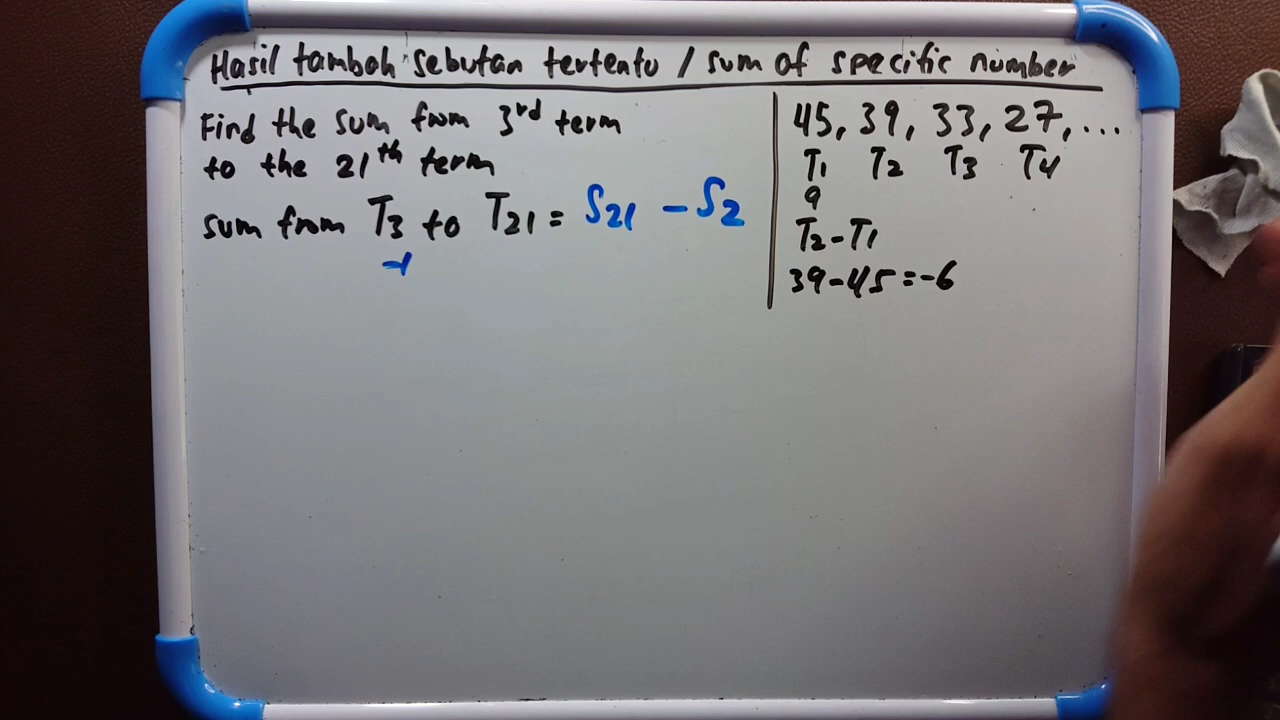 Hasil tambah sebutan tertentu / sum of specific number
Find the sum from 3rd term
to the 21th term
sum from T3 to T21 = S21 - S2
-1
45, 39, 33, 27, ...
T1 T2 T3 T4
a
T2-T1
39-45=-6